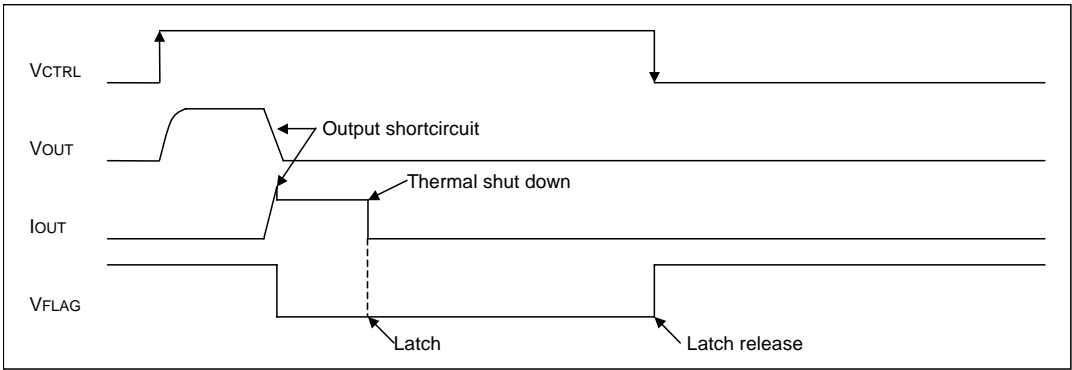 VCTRL
VOUT
Output shortcircuit
Thermal shut down
IOUT
VFLAG
Latch
Latch release